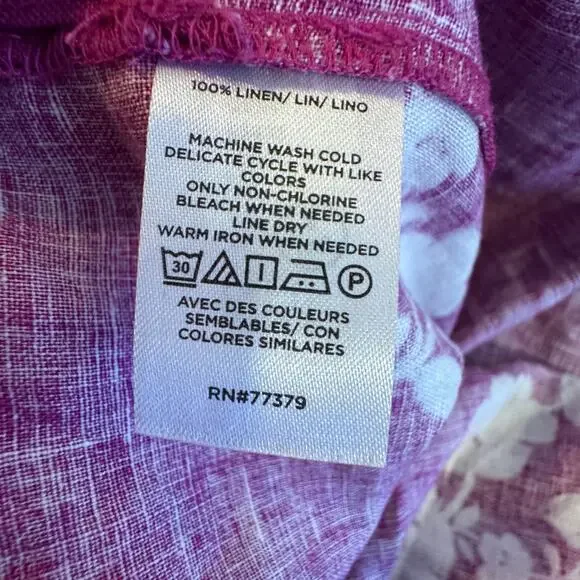 100% LINEN/ LIN/ LINO
MACHINE WASH COLD
DELICATE CYCLE WITH LIKE
COLORS
ONLY NON-CHLORINE
BLEACH WHEN NEEDED
LINE DRY
WARM IRON WHEN NEEDED
30 P
AVEC DES COULEURS
SEMBLABLES/ CON
COLORES SIMILARES
RN#77379